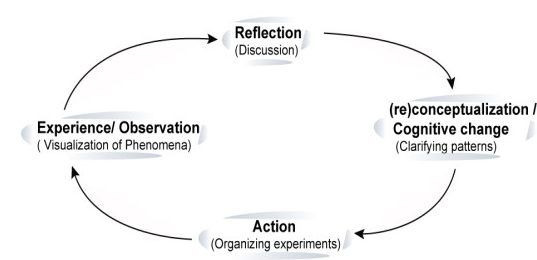 Reflection
(Discussion)
(re)conceptualization /
Cognitive change
(Clarifying patterns)
Experience/ Observation
( Visualization of Phenomena)
Action
(Organizing experiments)